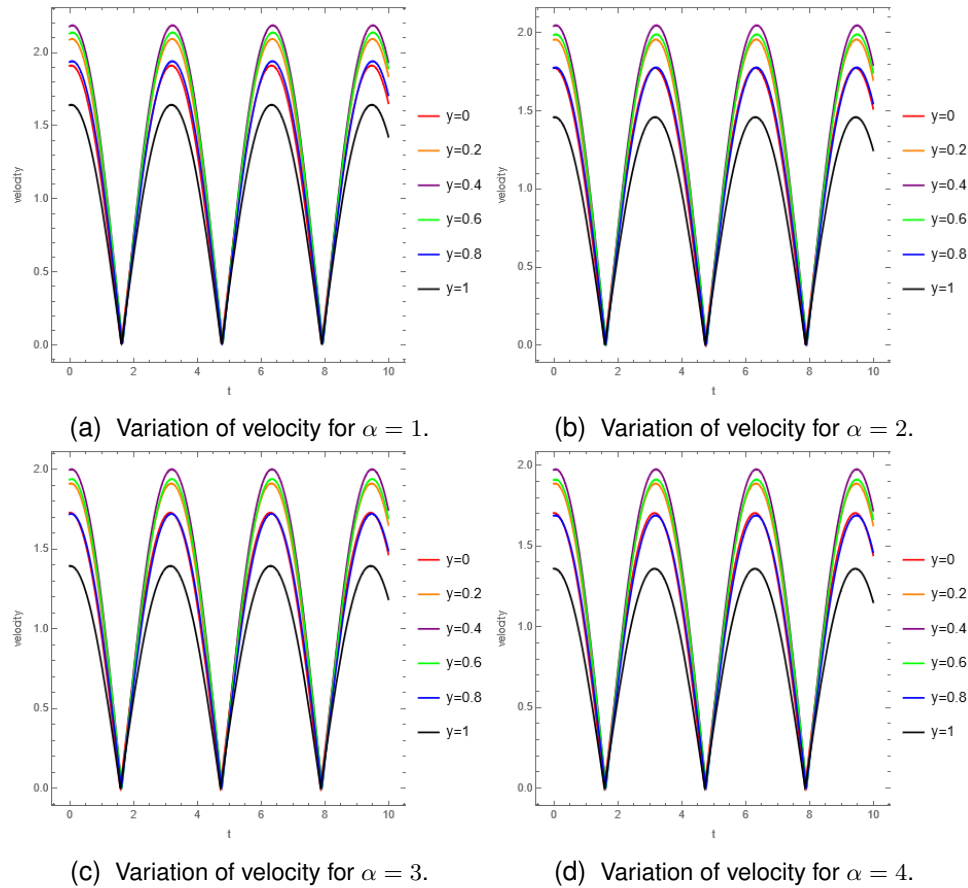 2.0
1.5
1.0
0.5
0.0
velocity
0 2 4 6 8 10
t
y=0
y=0.2
y=0.4
y=0.6
y=0.8
y=1
(a) Variation of velocity for α = 1.
2.0
1.5
1.0
0.5
0.0
velocity
0 2 4 6 8 10
t
y=0
y=0.2
y=0.4
y=0.6
y=0.8
y=1
(b) Variation of velocity for α = 2.
2.0
1.5
1.0
0.5
0.0
velocity
0 2 4 6 8 10
t
y=0
y=0.2
y=0.4
y=0.6
y=0.8
y=1
(c) Variation of velocity for α = 3.
2.0
1.5
1.0
0.5
0.0
velocity
0 2 4 6 8 10
t
y=0
y=0.2
y=0.4
y=0.6
y=0.8
y=1
(d) Variation of velocity for α = 4.